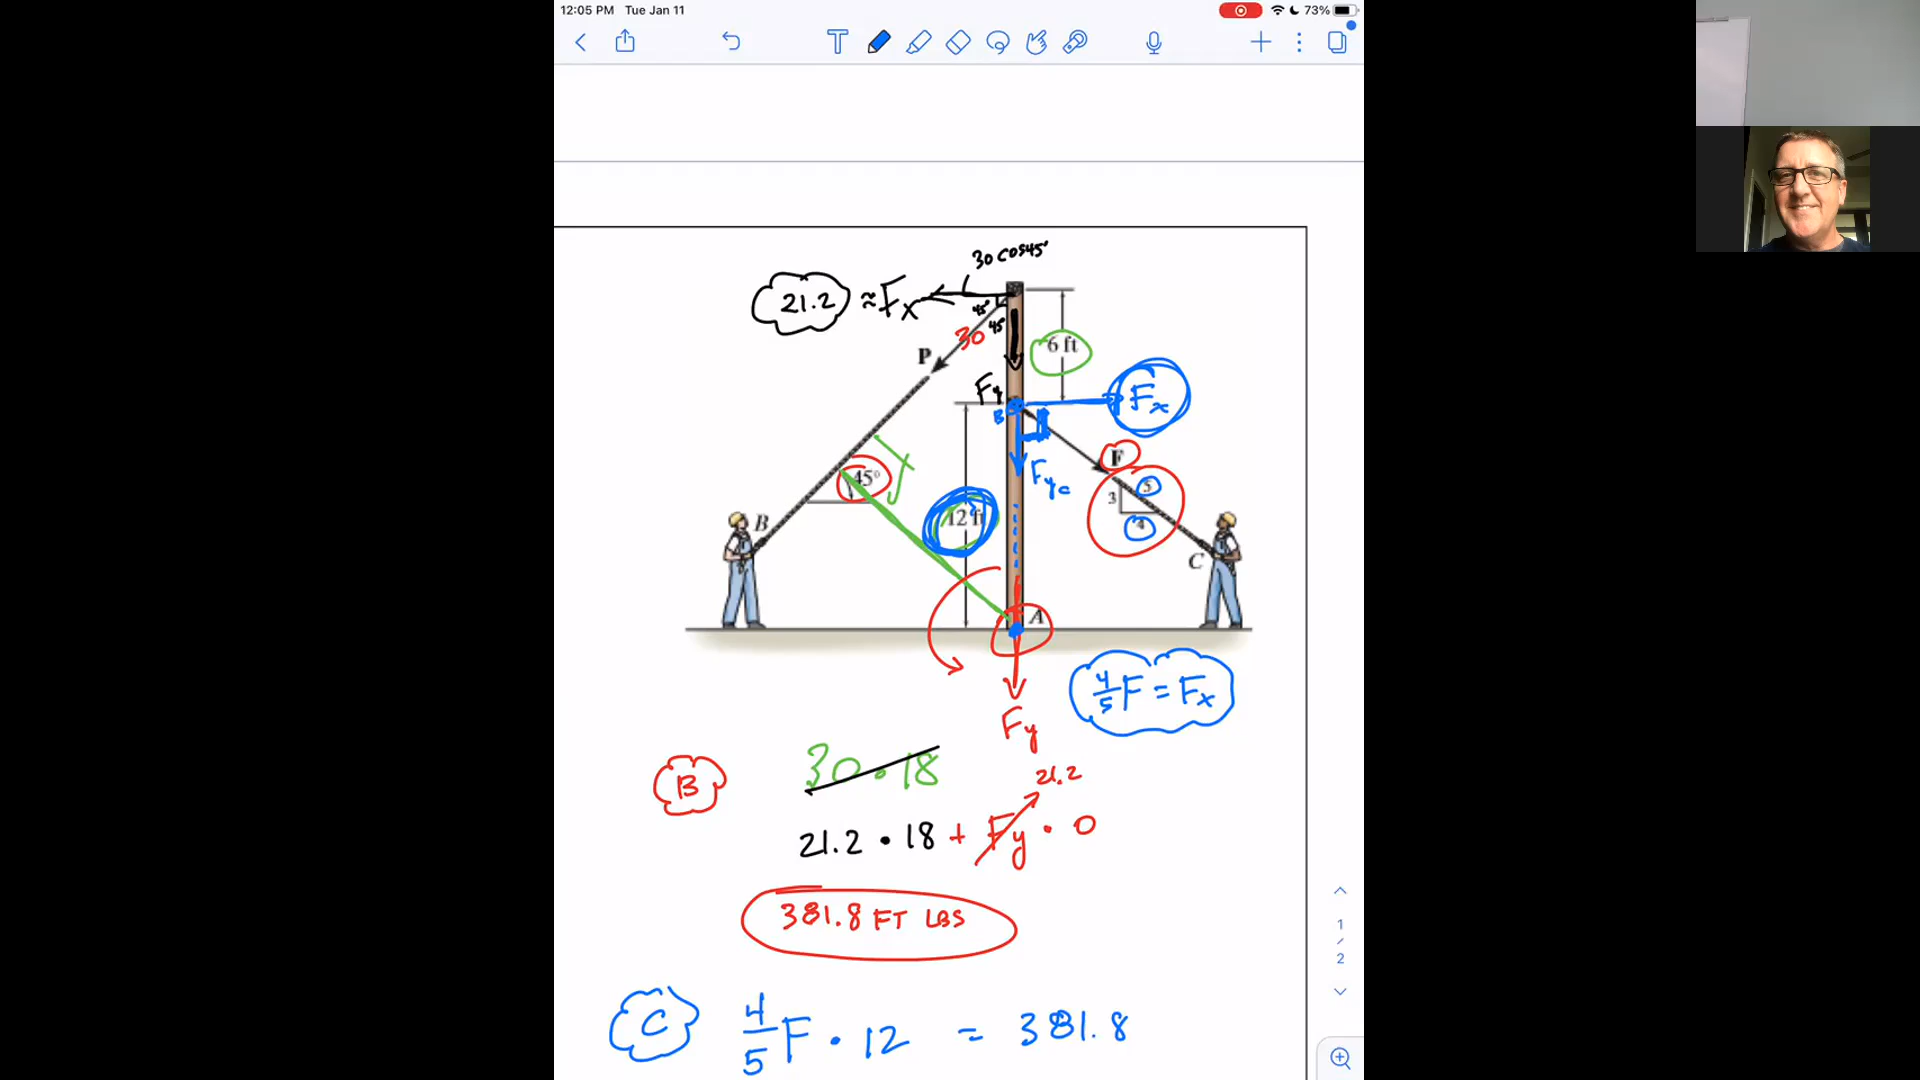 12:05 PM Tue Jan 11
73%
30 cos45°
21.2 ≈ Fx
45°
45°
30
6 ft
P
Fy
Fx
B
F
Fyc
45°
3
5
4
12 ft
B
C
A
4/5 F = Fx
Fy
B
30 • 18
21.2
21.2 • 18 + Fy • 0
381.8 FT LBS
C
4/5 F • 12 = 381.8
1
/
2